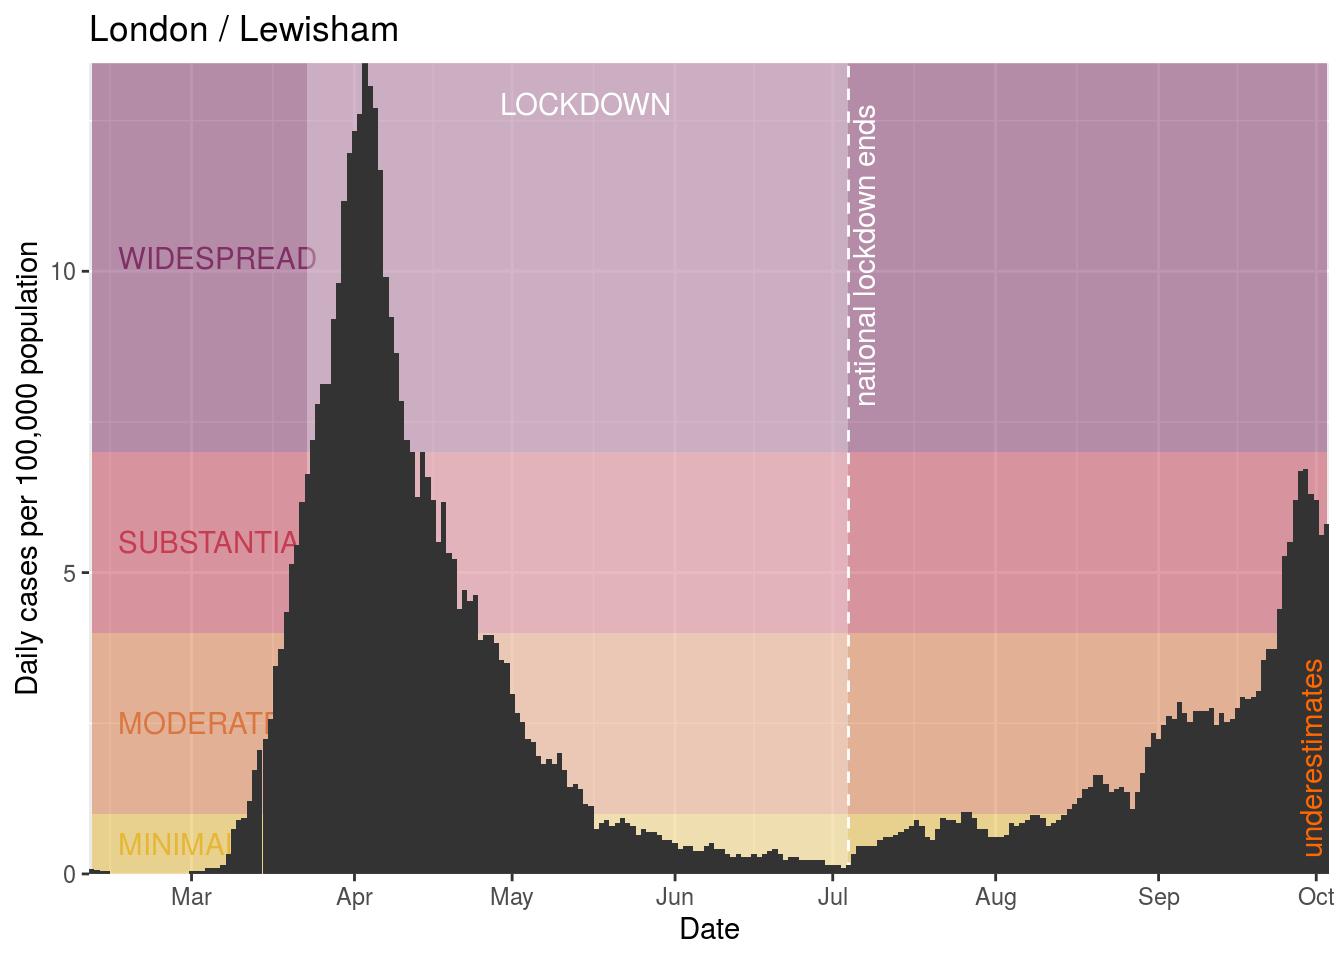 London / Lewisham
LOCKDOWN
national lockdown ends
WIDESPREAD
SUBSTANTIA
MODERATE
MINIMAL
underestimates
Daily cases per 100,000 population
10
5
0
Mar
Apr
May
Jun
Jul
Aug
Sep
Oct
Date